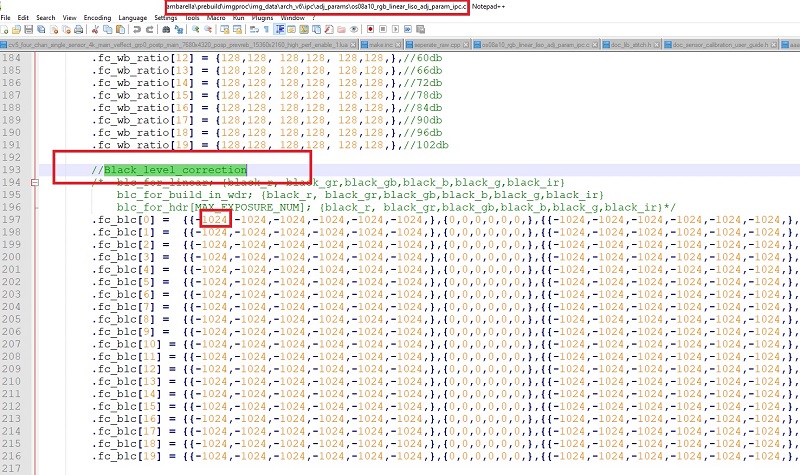 ambarella\prebuild\imgproc\img_data\arch_v6\ipc\adj_params\os08a10_rgb_linear_liso_adj_param_ipc.c - Notepad++
File Edit Search View Encoding Language Settings Tools Macro Run Plugins Window ?
make.inc os08a10_rgb_linear_liso_adj_param_ipc.c doc_lib_stitch.h doc_sensor_calibration_user_guide.h
184 .fc_wb_ratio[12] = {128,128, 128, 128,128, 128,},//60db
185 .fc_wb_ratio[13] = {128,128, 128, 128,128, 128,},//66db
186 .fc_wb_ratio[14] = {128,128, 128, 128,128, 128,},//72db
187 .fc_wb_ratio[15] = {128,128, 128, 128,128, 128,},//78db
188 .fc_wb_ratio[16] = {128,128, 128, 128,128, 128,},//84db
189 .fc_wb_ratio[17] = {128,128, 128, 128,128, 128,},//90db
190 .fc_wb_ratio[18] = {128,128, 128, 128,128, 128,},//96db
191 .fc_wb_ratio[19] = {128,128, 128, 128,128, 128,},//102db
192
193 //Black_level_correction
194 /* blc_for_linear; {black_r, black_gr,black_gb,black_b,black_g,black_ir}
195 blc_for_build_in_wdr; {black_r, black_gr,black_gb,black_b,black_g,black_ir}
196 blc_for_hdr[MAX_EXPOSURE_NUM]; {black_r, black_gr,black_gb,black_b,black_g,black_ir}*/
197 .fc_blc[0] = {{-1024,-1024,-1024,-1024,-1024,-1024,},{0,0,0,0,0,0,},{{-1024,-1024,-1024,-1024,-1024,-1024,},
198 .fc_blc[1] = {{-1024,-1024,-1024,-1024,-1024,-1024,},{0,0,0,0,0,0,},{{-1024,-1024,-1024,-1024,-1024,-1024,},
199 .fc_blc[2] = {{-1024,-1024,-1024,-1024,-1024,-1024,},{0,0,0,0,0,0,},{{-1024,-1024,-1024,-1024,-1024,-1024,},
200 .fc_blc[3] = {{-1024,-1024,-1024,-1024,-1024,-1024,},{0,0,0,0,0,0,},{{-1024,-1024,-1024,-1024,-1024,-1024,},
201 .fc_blc[4] = {{-1024,-1024,-1024,-1024,-1024,-1024,},{0,0,0,0,0,0,},{{-1024,-1024,-1024,-1024,-1024,-1024,},
202 .fc_blc[5] = {{-1024,-1024,-1024,-1024,-1024,-1024,},{0,0,0,0,0,0,},{{-1024,-1024,-1024,-1024,-1024,-1024,},
203 .fc_blc[6] = {{-1024,-1024,-1024,-1024,-1024,-1024,},{0,0,0,0,0,0,},{{-1024,-1024,-1024,-1024,-1024,-1024,},
204 .fc_blc[7] = {{-1024,-1024,-1024,-1024,-1024,-1024,},{0,0,0,0,0,0,},{{-1024,-1024,-1024,-1024,-1024,-1024,},
205 .fc_blc[8] = {{-1024,-1024,-1024,-1024,-1024,-1024,},{0,0,0,0,0,0,},{{-1024,-1024,-1024,-1024,-1024,-1024,},
206 .fc_blc[9] = {{-1024,-1024,-1024,-1024,-1024,-1024,},{0,0,0,0,0,0,},{{-1024,-1024,-1024,-1024,-1024,-1024,},
207 .fc_blc[10] = {{-1024,-1024,-1024,-1024,-1024,-1024,},{0,0,0,0,0,0,},{{-1024,-1024,-1024,-1024,-1024,-1024,},
208 .fc_blc[11] = {{-1024,-1024,-1024,-1024,-1024,-1024,},{0,0,0,0,0,0,},{{-1024,-1024,-1024,-1024,-1024,-1024,},
209 .fc_blc[12] = {{-1024,-1024,-1024,-1024,-1024,-1024,},{0,0,0,0,0,0,},{{-1024,-1024,-1024,-1024,-1024,-1024,},
210 .fc_blc[13] = {{-1024,-1024,-1024,-1024,-1024,-1024,},{0,0,0,0,0,0,},{{-1024,-1024,-1024,-1024,-1024,-1024,},
211 .fc_blc[14] = {{-1024,-1024,-1024,-1024,-1024,-1024,},{0,0,0,0,0,0,},{{-1024,-1024,-1024,-1024,-1024,-1024,},
212 .fc_blc[15] = {{-1024,-1024,-1024,-1024,-1024,-1024,},{0,0,0,0,0,0,},{{-1024,-1024,-1024,-1024,-1024,-1024,},
213 .fc_blc[16] = {{-1024,-1024,-1024,-1024,-1024,-1024,},{0,0,0,0,0,0,},{{-1024,-1024,-1024,-1024,-1024,-1024,},
214 .fc_blc[17] = {{-1024,-1024,-1024,-1024,-1024,-1024,},{0,0,0,0,0,0,},{{-1024,-1024,-1024,-1024,-1024,-1024,},
215 .fc_blc[18] = {{-1024,-1024,-1024,-1024,-1024,-1024,},{0,0,0,0,0,0,},{{-1024,-1024,-1024,-1024,-1024,-1024,},
216 .fc_blc[19] = {{-1024,-1024,-1024,-1024,-1024,-1024,},{0,0,0,0,0,0,},{{-1024,-1024,-1024,-1024,-1024,-1024,},
217